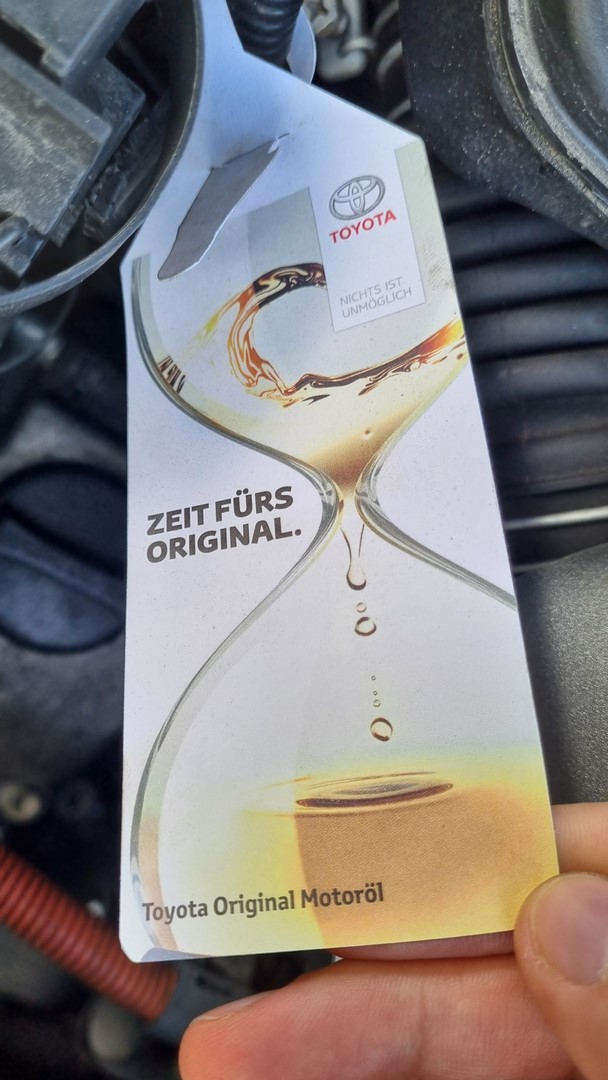 TOYOTA
NICHTS IST
UNMÖGLICH
ZEIT FÜRS
ORIGINAL.
Toyota Original Motoröl